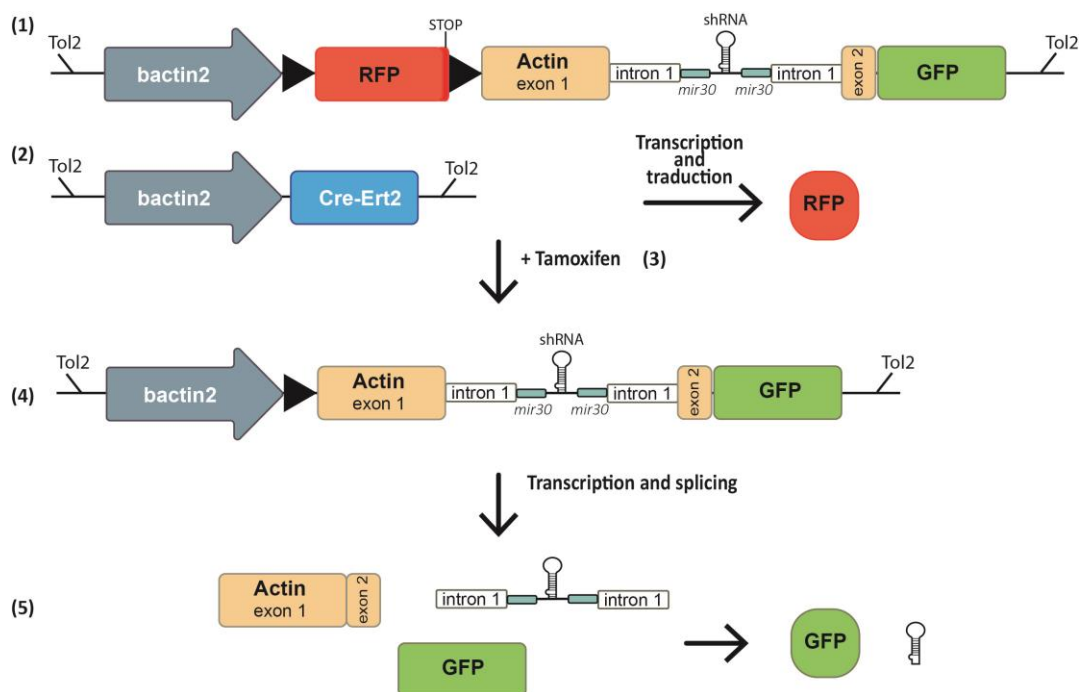 (1)
Tol2
bactin2
RFP
STOP
Actin
exon 1
intron 1
mir30
shRNA
mir30
intron 1
exon 2
GFP
Tol2
(2)
Tol2
bactin2
Cre-Ert2
Tol2
Transcription
and
traduction
RFP
+ Tamoxifen (3)
(4)
Tol2
bactin2
Actin
exon 1
intron 1
mir30
shRNA
mir30
intron 1
exon 2
GFP
Tol2
Transcription and splicing
(5)
Actin
exon 1
exon 2
intron 1
intron 1
GFP
GFP